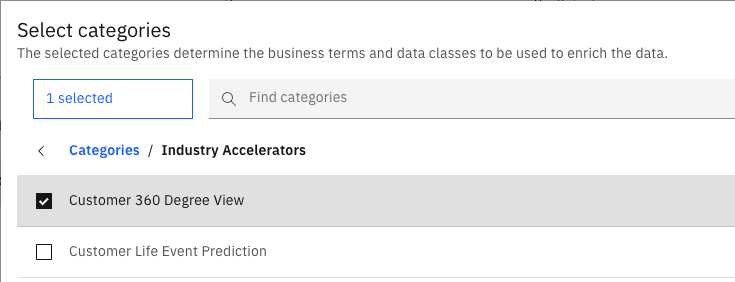 Select categories
The selected categories determine the business terms and data classes to be used to enrich the data.
1 selected
Find categories
Categories / Industry Accelerators
Customer 360 Degree View
Customer Life Event Prediction